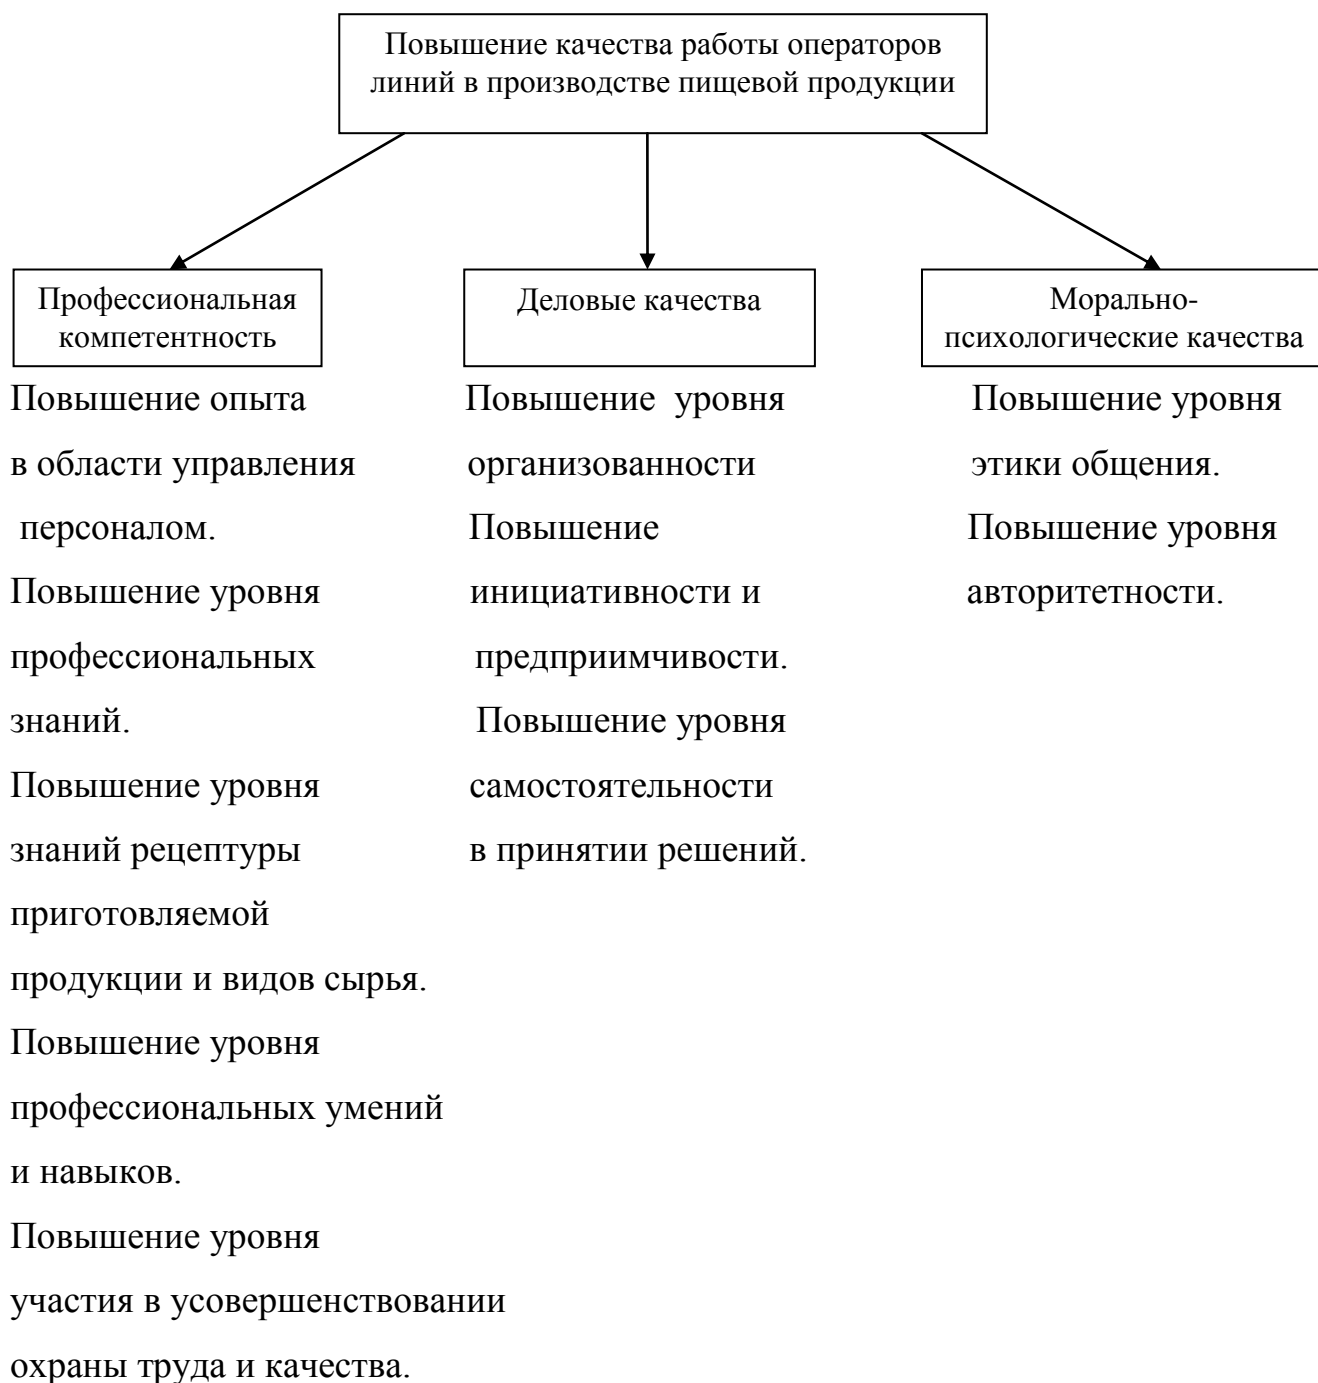 Повышение качества работы операторов
линий в производстве пищевой продукции
Профессиональная
компетентность
Деловые качества
Морально-
психологические качества
Повышение опыта
в области управления
персоналом.
Повышение уровня
профессиональных
знаний.
Повышение уровня
знаний рецептуры
приготовляемой
продукции и видов сырья.
Повышение уровня
профессиональных умений
и навыков.
Повышение уровня
участия в усовершенствовании
охраны труда и качества.
Повышение уровня
организованности
Повышение
инициативности и
предприимчивости.
Повышение уровня
самостоятельности
в принятии решений.
Повышение уровня
этики общения.
Повышение уровня
авторитетности.